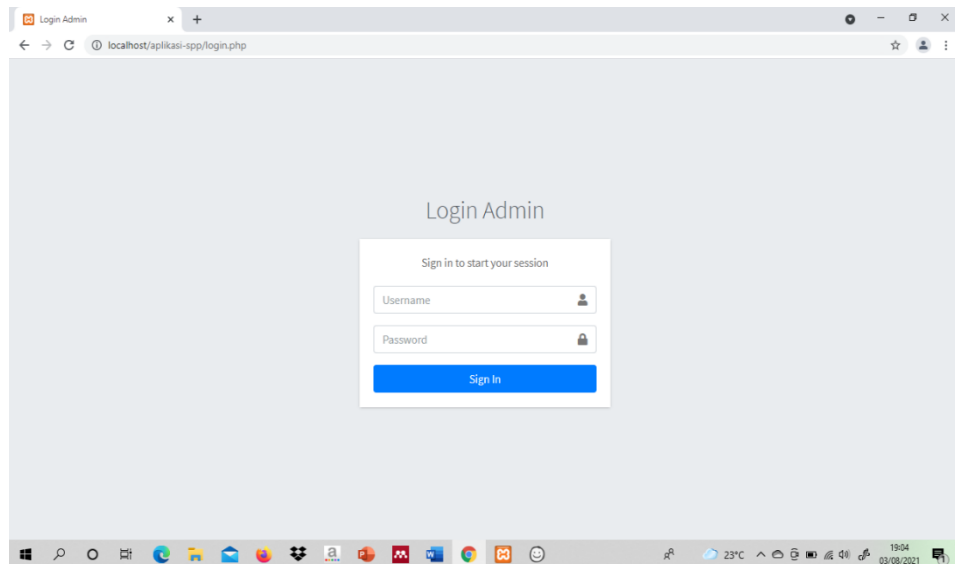 Login Admin
localhost/aplikasi-spp/login.php
Login Admin
Sign in to start your session
Username
Password
Sign In
a
23°C
19:04
03/08/2021